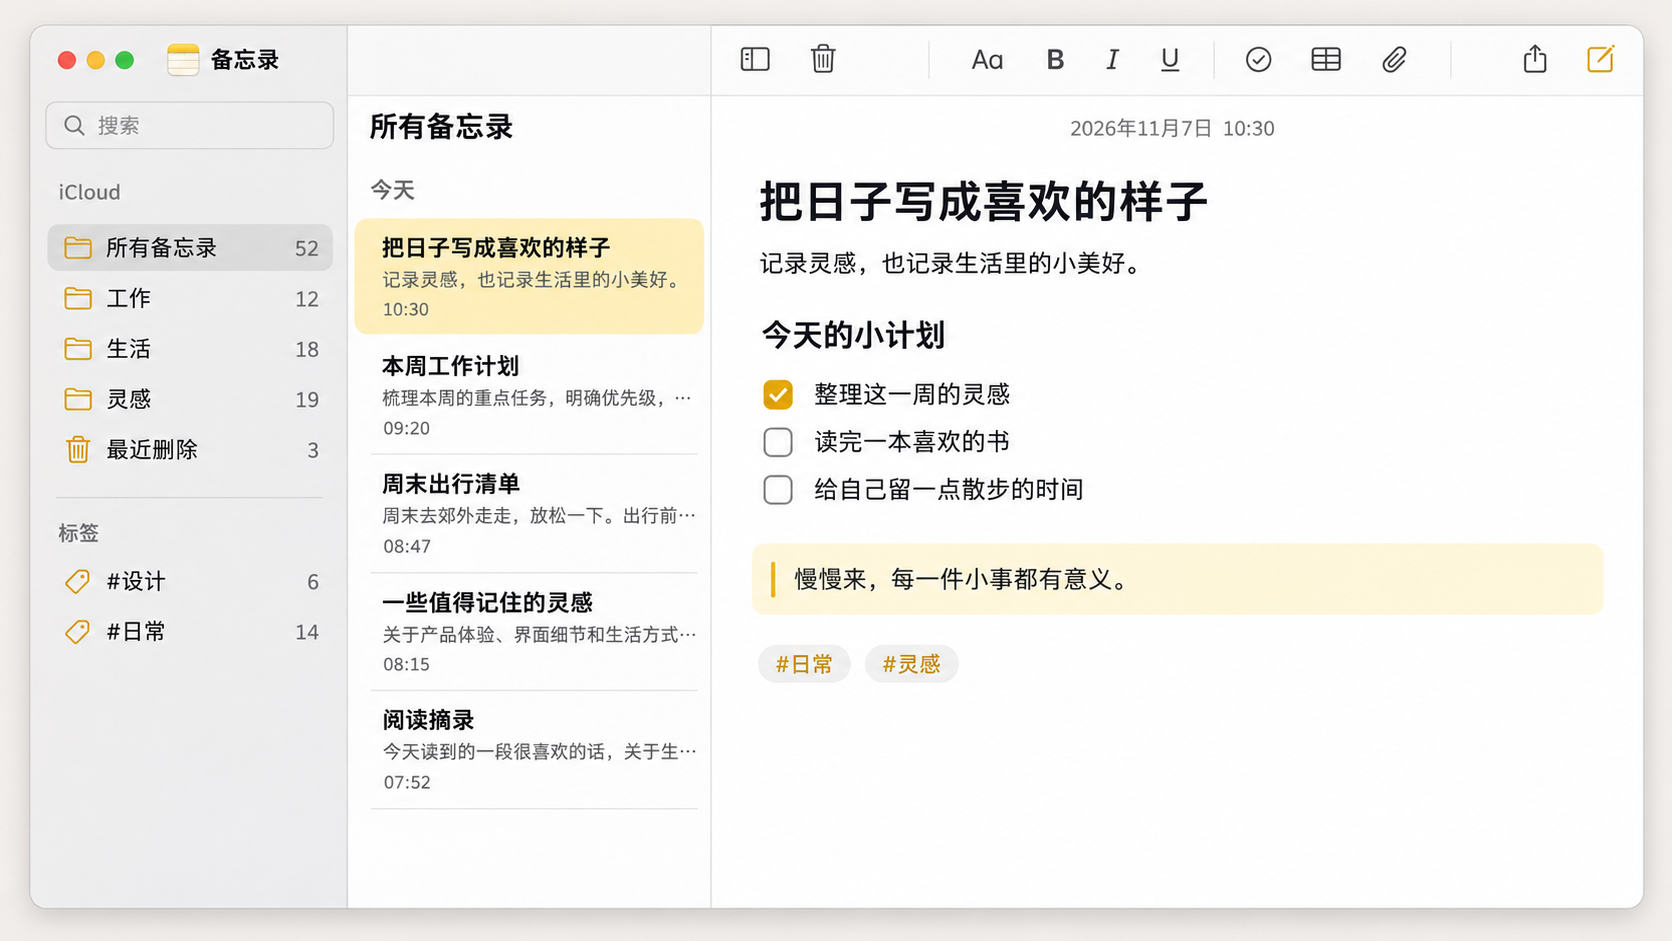 备忘录
搜索
iCloud
所有备忘录 52
工作 12
生活 18
灵感 19
最近删除 3
标签
#设计 6
#日常 14
所有备忘录
今天
把日子写成喜欢的样子
记录灵感，也记录生活里的小美好。
10:30
本周工作计划
梳理本周的重点任务，明确优先级，…
09:20
周末出行清单
周末去郊外走走，放松一下。出行前…
08:47
一些值得记住的灵感
关于产品体验、界面细节和生活方式…
08:15
阅读摘录
今天读到的一段很喜欢的话，关于生…
07:52
Aa B I U
2026年11月7日 10:30
把日子写成喜欢的样子
记录灵感，也记录生活里的小美好。
今天的小计划
整理这一周的灵感
读完一本喜欢的书
给自己留一点散步的时间
慢慢来，每一件小事都有意义。
#日常 #灵感